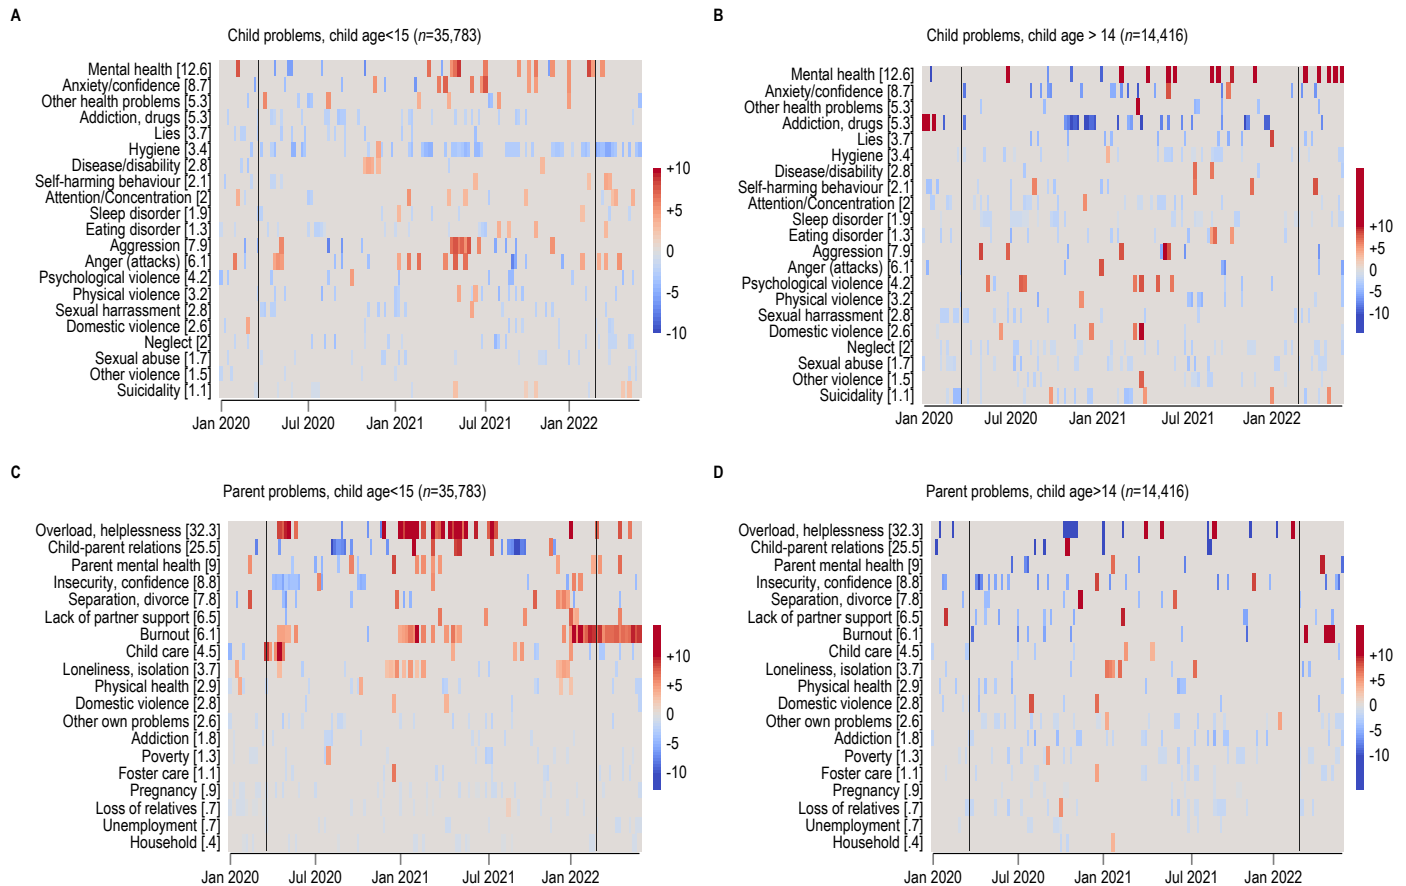 A
Child problems, child age<15 (n=35,783)
Mental health [12.6]
Anxiety/confidence [8.7]
Other health problems [5.3]
Addiction, drugs [5.3]
Lies [3.7]
Hygiene [3.4]
Disease/disability [2.8]
Self-harming behaviour [2.1]
Attention/Concentration [2]
Sleep disorder [1.9]
Eating disorder [1.3]
Aggression [7.9]
Anger (attacks) [6.1]
Psychological violence [4.2]
Physical violence [3.2]
Sexual harrassment [2.8]
Domestic violence [2.6]
Neglect [2]
Sexual abuse [1.7]
Other violence [1.5]
Suicidality [1.1]
Jan 2020 Jul 2020 Jan 2021 Jul 2021 Jan 2022
+10
+5
0
-5
-10
B
Child problems, child age > 14 (n=14,416)
Mental health [12.6]
Anxiety/confidence [8.7]
Other health problems [5.3]
Addiction, drugs [5.3]
Lies [3.7]
Hygiene [3.4]
Disease/disability [2.8]
Self-harming behaviour [2.1]
Attention/Concentration [2]
Sleep disorder [1.9]
Eating disorder [1.3]
Aggression [7.9]
Anger (attacks) [6.1]
Psychological violence [4.2]
Physical violence [3.2]
Sexual harrassment [2.8]
Domestic violence [2.6]
Neglect [2]
Sexual abuse [1.7]
Other violence [1.5]
Suicidality [1.1]
Jan 2020 Jul 2020 Jan 2021 Jul 2021 Jan 2022
+10
+5
0
-5
-10
C
Parent problems, child age<15 (n=35,783)
Overload, helplessness [32.3]
Child-parent relations [25.5]
Parent mental health [9]
Insecurity, confidence [8.8]
Separation, divorce [7.8]
Lack of partner support [6.5]
Burnout [6.1]
Child care [4.5]
Loneliness, isolation [3.7]
Physical health [2.9]
Domestic violence [2.8]
Other own problems [2.6]
Addiction [1.8]
Poverty [1.3]
Foster care [1.1]
Pregnancy [.9]
Loss of relatives [.7]
Unemployment [.7]
Household [.4]
Jan 2020 Jul 2020 Jan 2021 Jul 2021 Jan 2022
+10
+5
0
-5
-10
D
Parent problems, child age>14 (n=14,416)
Overload, helplessness [32.3]
Child-parent relations [25.5]
Parent mental health [9]
Insecurity, confidence [8.8]
Separation, divorce [7.8]
Lack of partner support [6.5]
Burnout [6.1]
Child care [4.5]
Loneliness, isolation [3.7]
Physical health [2.9]
Domestic violence [2.8]
Other own problems [2.6]
Addiction [1.8]
Poverty [1.3]
Foster care [1.1]
Pregnancy [.9]
Loss of relatives [.7]
Unemployment [.7]
Household [.4]
Jan 2020 Jul 2020 Jan 2021 Jul 2021 Jan 2022
+10
+5
0
-5
-10